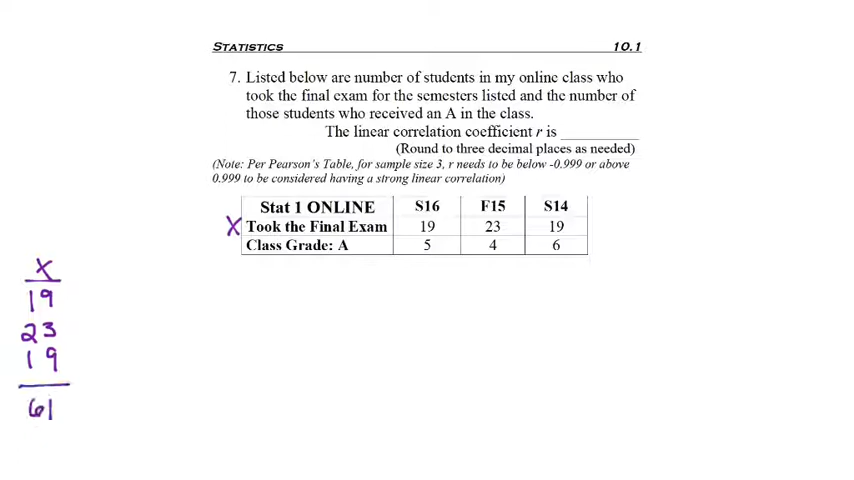 STATISTICS 10.1
7. Listed below are number of students in my online class who
took the final exam for the semesters listed and the number of
those students who received an A in the class.
The linear correlation coefficient r is ________
(Round to three decimal places as needed)
(Note: Per Pearson's Table, for sample size 3, r needs to be below -0.999 or above
0.999 to be considered having a strong linear correlation)
Stat 1 ONLINE S16 F15 S14
X Took the Final Exam 19 23 19
Class Grade: A 5 4 6
X
19
23
19
61